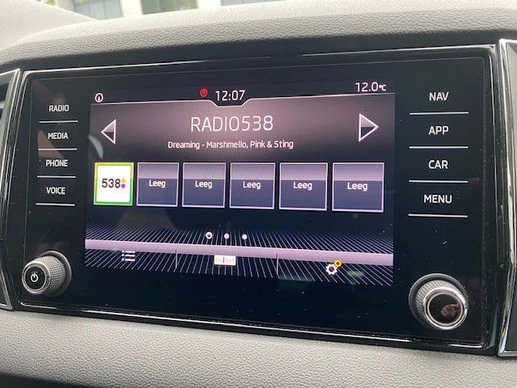 12:07
12.0°C
RADIO
MEDIA
PHONE
VOICE
RADIO538
Dreaming - Marshmello, Pink & Sting
538
Leeg
Leeg
Leeg
Leeg
Leeg
NAV
APP
CAR
MENU